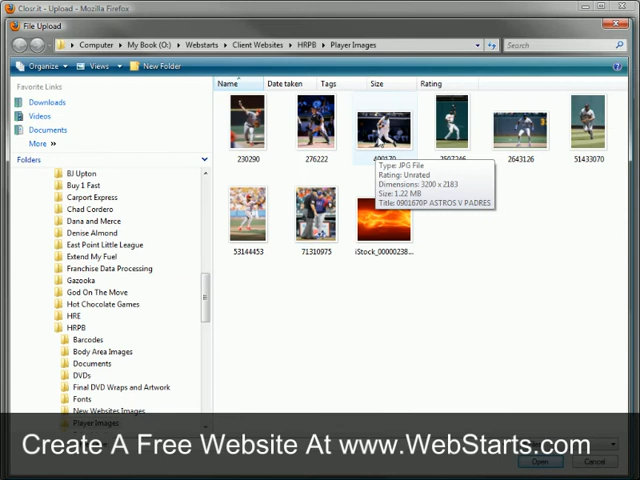 Closr.it - Upload - Mozilla Firefox
File Upload
Computer ▸ My Book (O:) ▸ Webstarts ▸ Client Websites ▸ HRPB ▸ Player Images
Search
Organize
Views
New Folder
Favorite Links
Downloads
Videos
Documents
More »
Folders
BJ Upton
Buy 1 Fast
Carport Express
Chad Cordero
Dana and Merce
Denise Almond
East Point Little League
Extend My Fuel
Franchise Data Processing
Gazooka
God On The Move
Hot Chocolate Games
HRE
HRPB
Barcodes
Body Area Images
Documents
DVDs
Final DVD Wraps and Artwork
Fonts
New Websites Images
Player Images
Name
Date taken
Tags
Size
Rating
230290
276222
2643126
51433070
Type: JPG File
Rating: Unrated
Dimensions: 3200 x 2183
Size: 1.22 MB
Title: 0901670P ASTROS V PADRES
53144453
71310975
iStock_00000238...
Create A Free Website At www.WebStarts.com
Open
Cancel